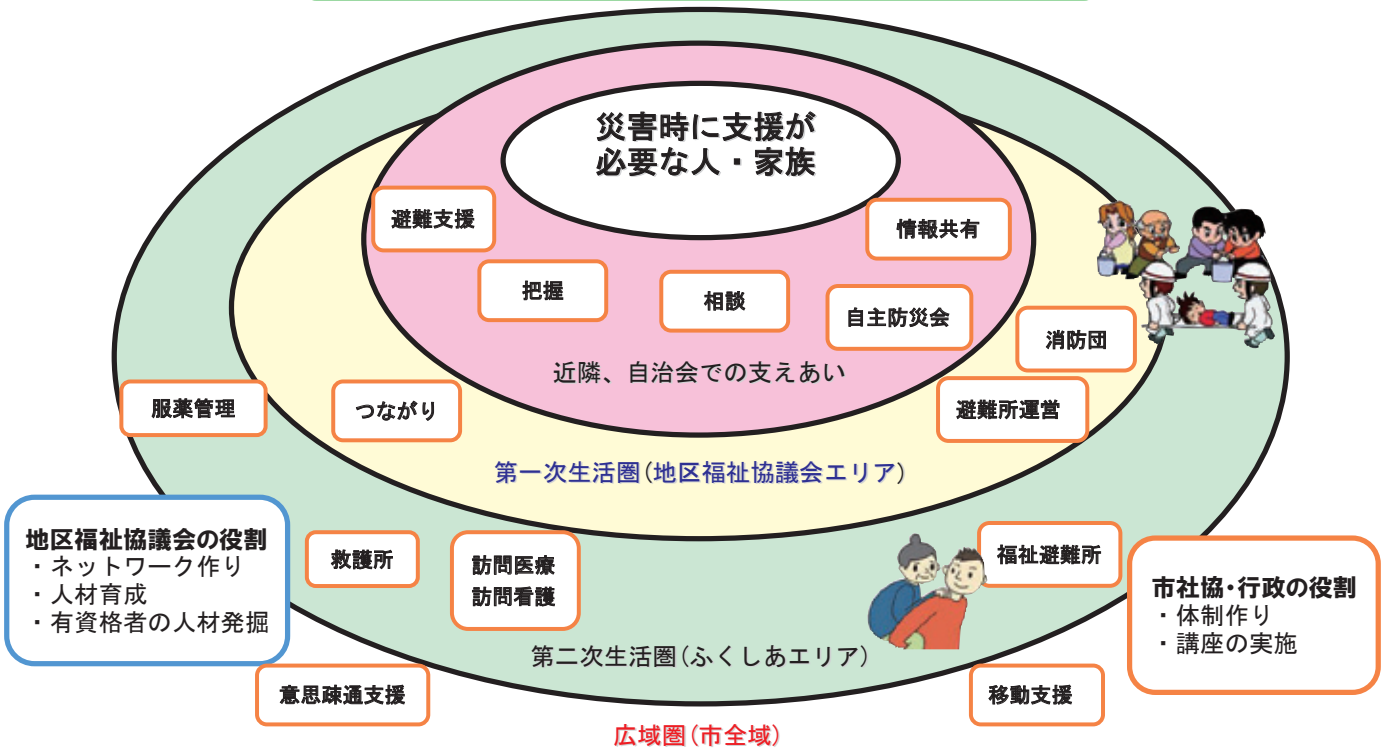 災害時に支援が
必要な人・家族
避難支援
情報共有
把握
相談
自主防災会
消防団
近隣、自治会での支えあい
服薬管理
つながり
避難所運営
第一次生活圏(地区福祉協議会エリア)
地区福祉協議会の役割
・ネットワーク作り
・人材育成
・有資格者の人材発掘
救護所
訪問医療
訪問看護
福祉避難所
市社協・行政の役割
・体制作り
・講座の実施
第二次生活圏(ふくしあエリア)
意思疎通支援
移動支援
広域圏(市全域)